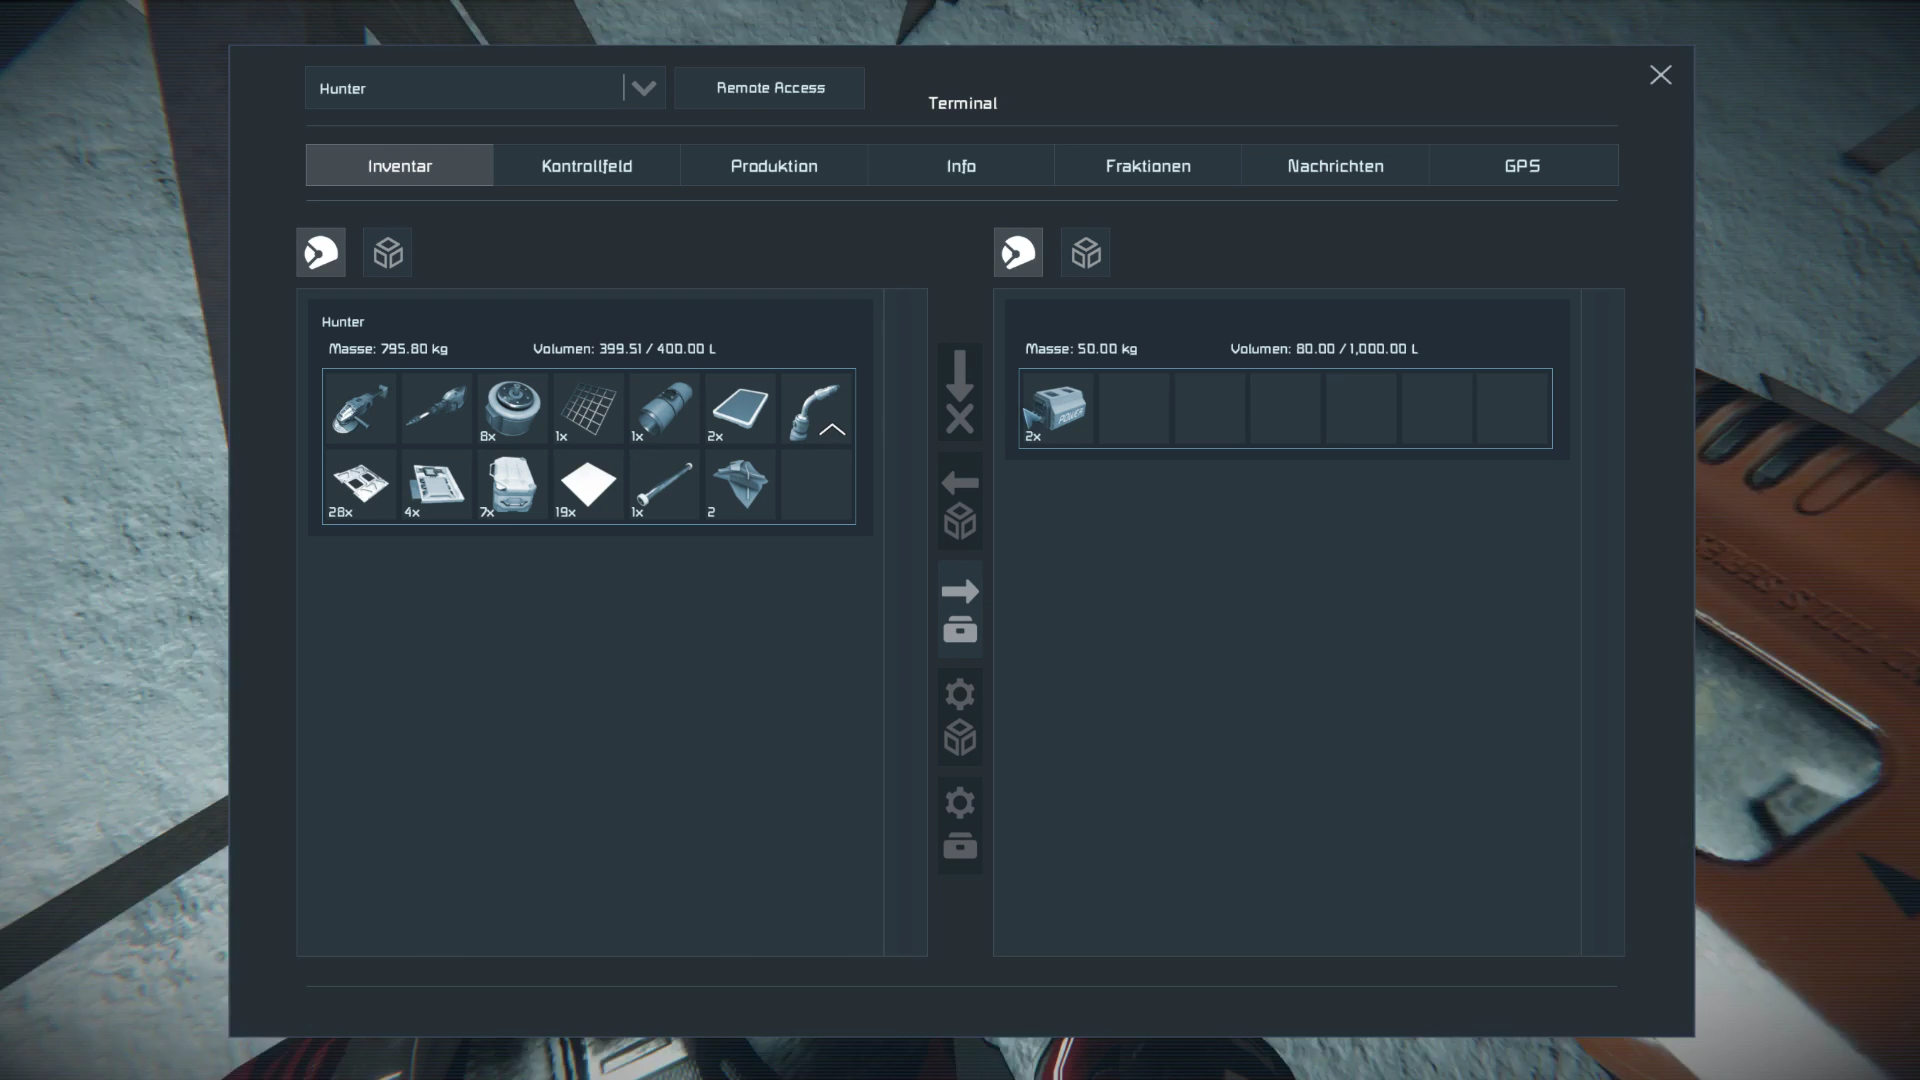 Hunter
Remote Access
Terminal
Inventar
Kontrollfeld
Produktion
Info
Fraktionen
Nachrichten
GPS
Hunter
Masse: 795.80 kg
Volumen: 399.51 / 400.00 L
8x
1x
1x
2x
28x
4x
7x
19x
1x
2
Masse: 50.00 kg
Volumen: 80.00 / 1,000.00 L
POWER
2x